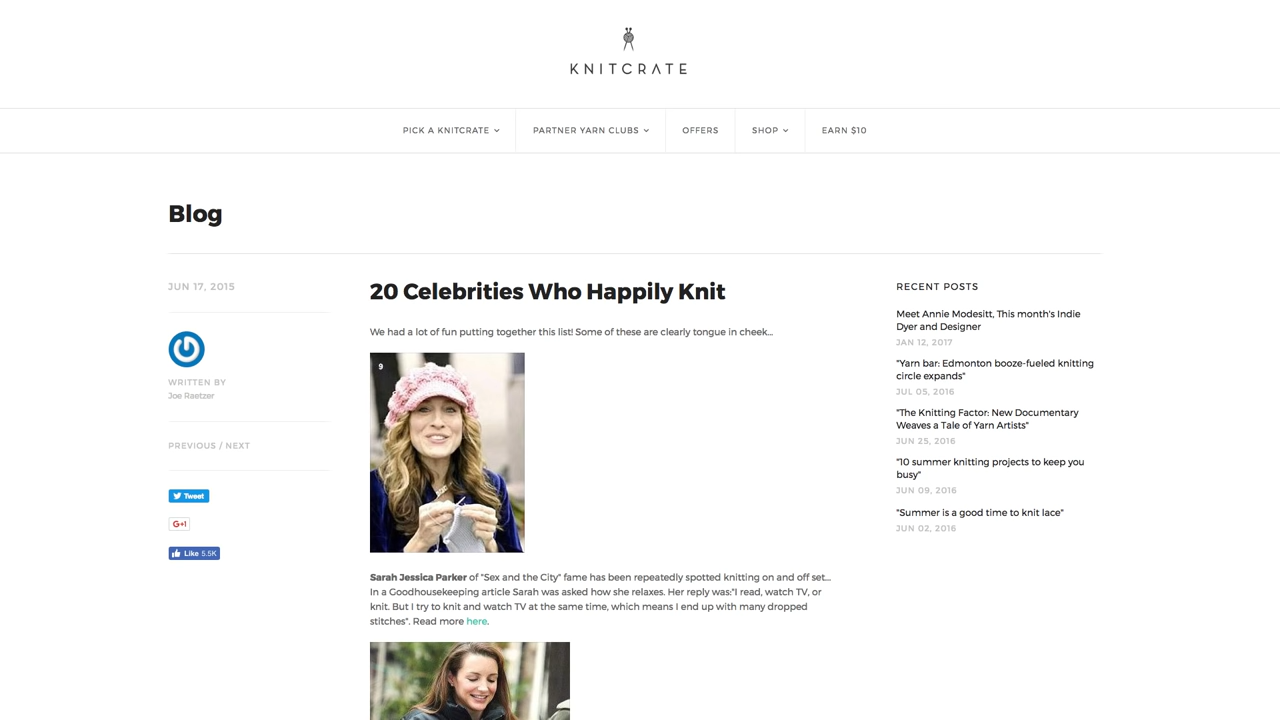 KNITCRATE
PICK A KNITCRATE
PARTNER YARN CLUBS
OFFERS
SHOP
EARN $10
Blog
JUN 17, 2015
WRITTEN BY
Joe Raetzer
PREVIOUS / NEXT
Tweet
G+1
Like 5.5K
20 Celebrities Who Happily Knit
We had a lot of fun putting together this list! Some of these are clearly tongue in cheek...
9
Sarah Jessica Parker of "Sex and the City" fame has been repeatedly spotted knitting on and off set...
In a Goodhousekeeping article Sarah was asked how she relaxes. Her reply was:"I read, watch TV, or
knit. But I try to knit and watch TV at the same time, which means I end up with many dropped
stitches". Read more here.
RECENT POSTS
Meet Annie Modesitt, This month's Indie
Dyer and Designer
JAN 12, 2017
"Yarn bar: Edmonton booze-fueled knitting
circle expands"
JUL 05, 2016
"The Knitting Factor: New Documentary
Weaves a Tale of Yarn Artists"
JUN 25, 2016
"10 summer knitting projects to keep you
busy"
JUN 09, 2016
"Summer is a good time to knit lace"
JUN 02, 2016